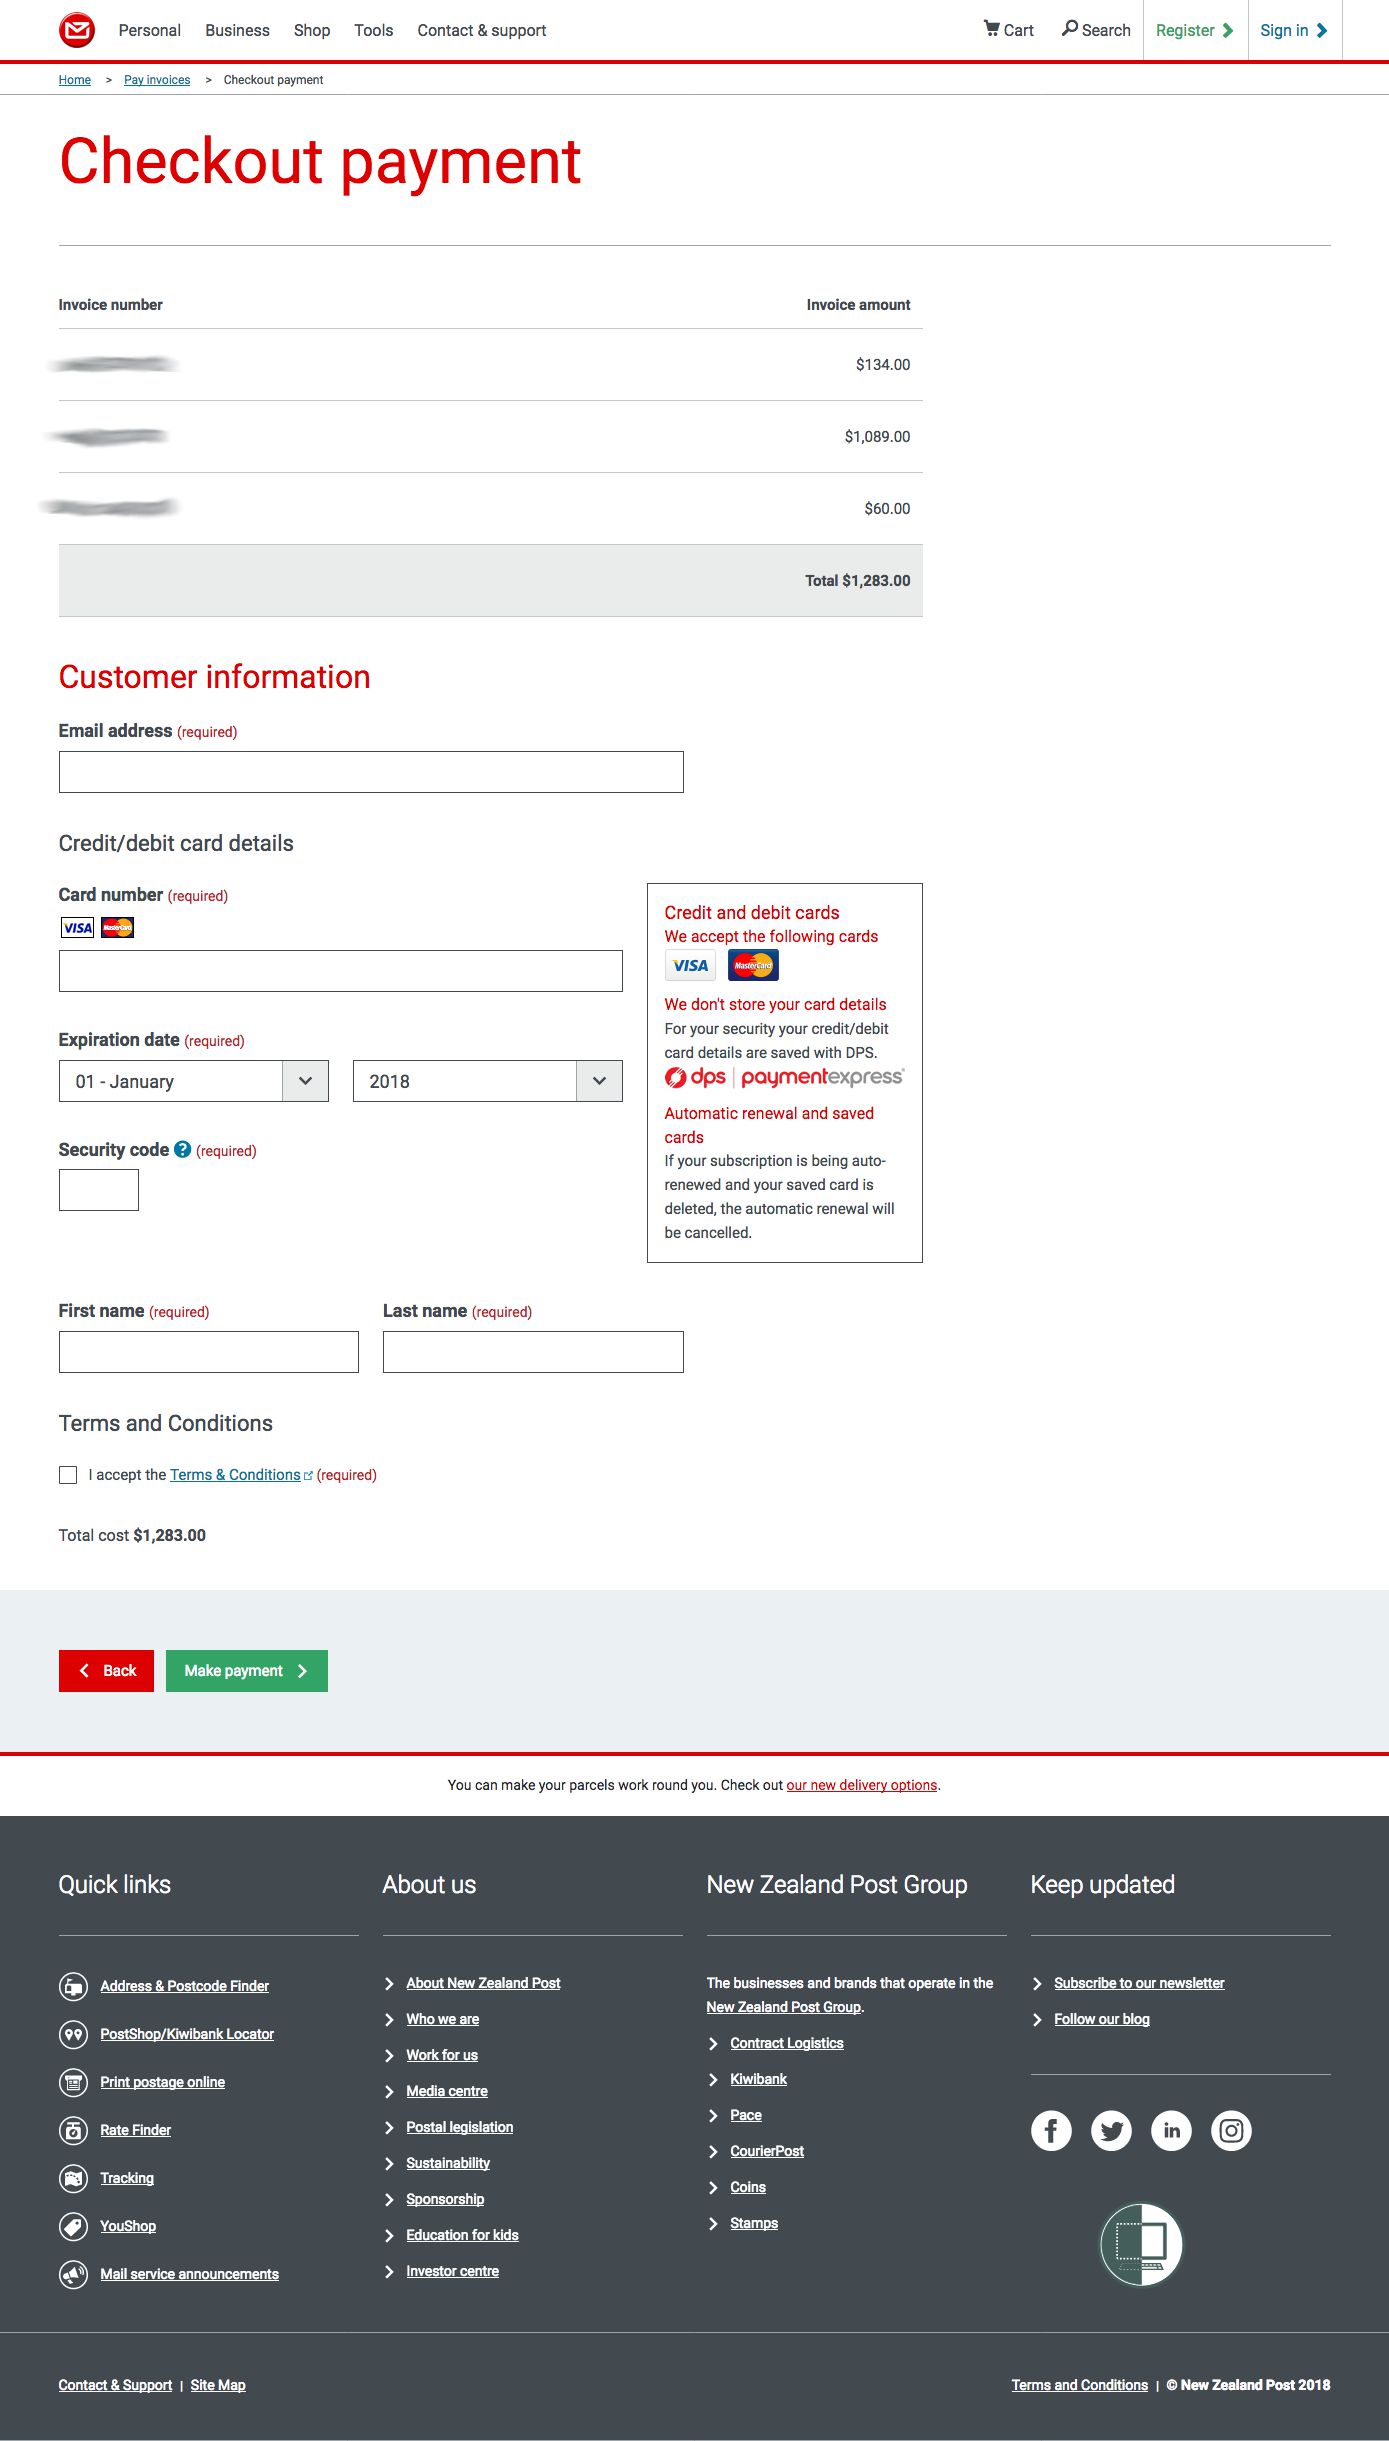 Personal Business Shop Tools Contact & support Cart Search Register Sign in
Home > Pay invoices > Checkout payment
Checkout payment
Invoice number Invoice amount
$134.00
$1,089.00
$60.00
Total $1,283.00
Customer information
Email address (required)
Credit/debit card details
Card number (required)
VISA MasterCard
Expiration date (required)
01 - January 2018
Security code ? (required)
Credit and debit cards
We accept the following cards
VISA MasterCard
We don't store your card details
For your security your credit/debit
card details are saved with DPS.
dps | paymentexpress
Automatic renewal and saved
cards
If your subscription is being auto-
renewed and your saved card is
deleted, the automatic renewal will
be cancelled.
First name (required) Last name (required)
Terms and Conditions
I accept the Terms & Conditions (required)
Total cost $1,283.00
Back Make payment
You can make your parcels work round you. Check out our new delivery options.
Quick links
Address & Postcode Finder
PostShop/Kiwibank Locator
Print postage online
Rate Finder
Tracking
YouShop
Mail service announcements
About us
About New Zealand Post
Who we are
Work for us
Media centre
Postal legislation
Sustainability
Sponsorship
Education for kids
Investor centre
New Zealand Post Group
The businesses and brands that operate in the
New Zealand Post Group.
Contract Logistics
Kiwibank
Pace
CourierPost
Coins
Stamps
Keep updated
Subscribe to our newsletter
Follow our blog
Contact & Support | Site Map
Terms and Conditions | © New Zealand Post 2018